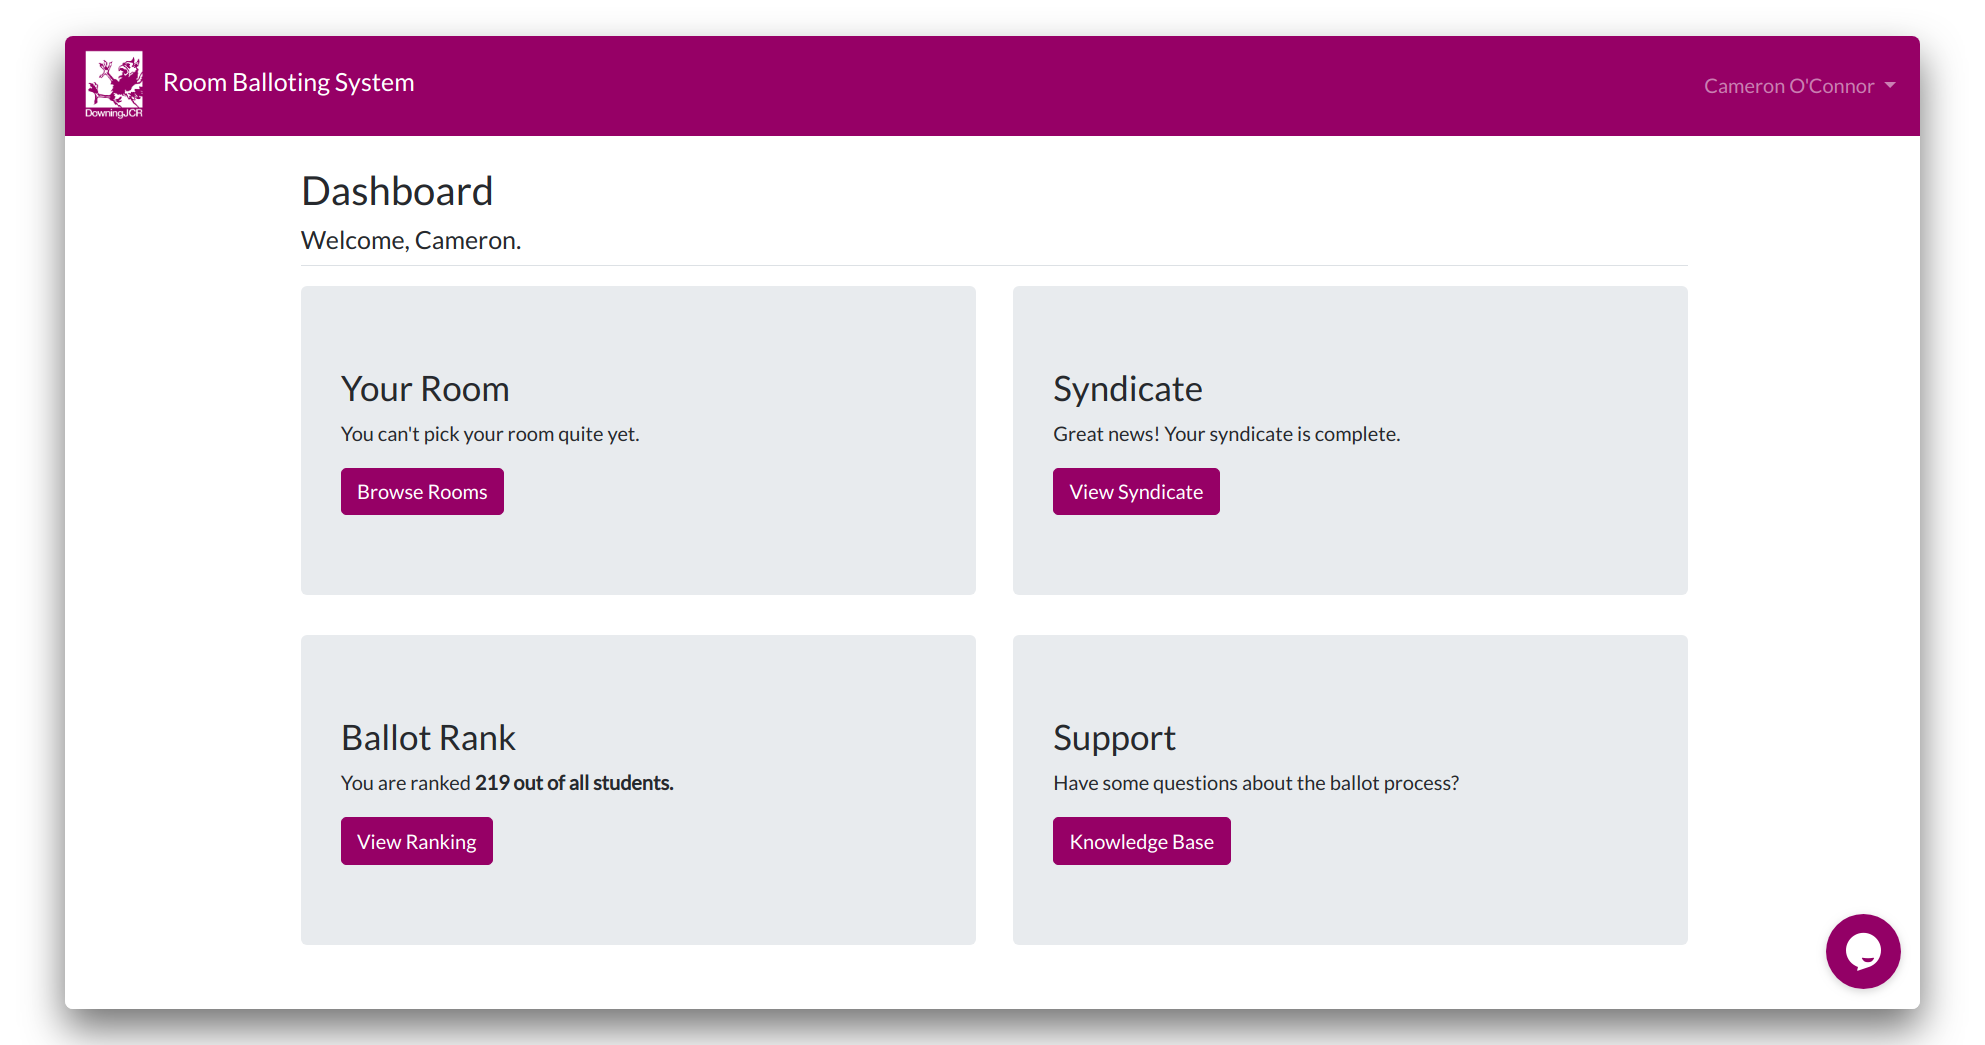 DowningJCR
Room Balloting System
Cameron O'Connor
Dashboard
Welcome, Cameron.
Your Room
You can't pick your room quite yet.
Browse Rooms
Syndicate
Great news! Your syndicate is complete.
View Syndicate
Ballot Rank
You are ranked 219 out of all students.
View Ranking
Support
Have some questions about the ballot process?
Knowledge Base